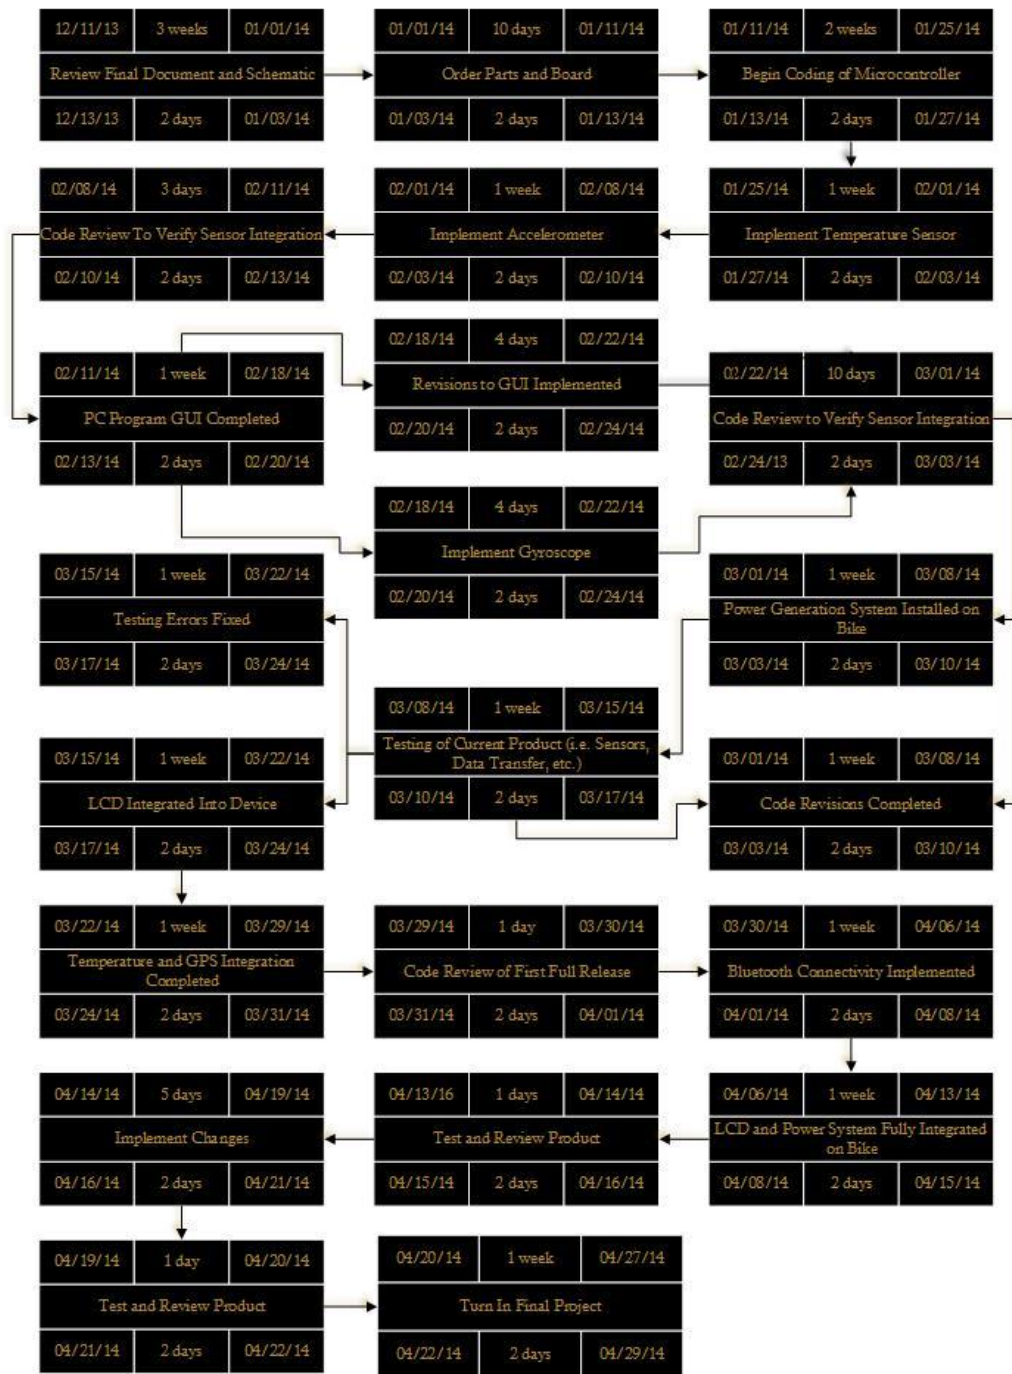 12/11/13 3 weeks 01/01/14
Review Final Document and Schematic
12/13/13 2 days 01/03/14
01/01/14 10 days 01/11/14
Order Parts and Board
01/03/14 2 days 01/13/14
01/11/14 2 weeks 01/25/14
Begin Coding of Microcontroller
01/13/14 2 days 01/27/14
01/25/14 1 week 02/01/14
Implement Temperature Sensor
01/27/14 2 days 02/03/14
02/01/14 1 week 02/08/14
Implement Accelerometer
02/03/14 2 days 02/10/14
02/08/14 3 days 02/11/14
Code Review To Verify Sensor Integration
02/10/14 2 days 02/13/14
02/11/14 1 week 02/18/14
PC Program GUI Completed
02/13/14 2 days 02/20/14
02/18/14 4 days 02/22/14
Revisions to GUI Implemented
02/20/14 2 days 02/24/14
02/18/14 4 days 02/22/14
Implement Gyroscope
02/20/14 2 days 02/24/14
02/22/14 10 days 03/01/14
Code Review to Verify Sensor Integration
02/24/13 2 days 03/03/14
03/01/14 1 week 03/08/14
Power Generation System Installed on
Bike
03/03/14 2 days 03/10/14
03/01/14 1 week 03/08/14
Code Revisions Completed
03/03/14 2 days 03/10/14
03/08/14 1 week 03/15/14
Testing of Current Product (i.e. Sensors,
Data Transfer, etc.)
03/10/14 2 days 03/17/14
03/15/14 1 week 03/22/14
Testing Errors Fixed
03/17/14 2 days 03/24/14
03/15/14 1 week 03/22/14
LCD Integrated Into Device
03/17/14 2 days 03/24/14
03/22/14 1 week 03/29/14
Temperature and GPS Integration
Completed
03/24/14 2 days 03/31/14
03/29/14 1 day 03/30/14
Code Review of First Full Release
03/31/14 2 days 04/01/14
03/30/14 1 week 04/06/14
Bluetooth Connectivity Implemented
04/01/14 2 days 04/08/14
04/06/14 1 week 04/13/14
LCD and Power System Fully Integrated
on Bike
04/08/14 2 days 04/15/14
04/13/16 1 days 04/14/14
Test and Review Product
04/15/14 2 days 04/16/14
04/14/14 5 days 04/19/14
Implement Changes
04/16/14 2 days 04/21/14
04/19/14 1 day 04/20/14
Test and Review Product
04/21/14 2 days 04/22/14
04/20/14 1 week 04/27/14
Turn In Final Project
04/22/14 2 days 04/29/14